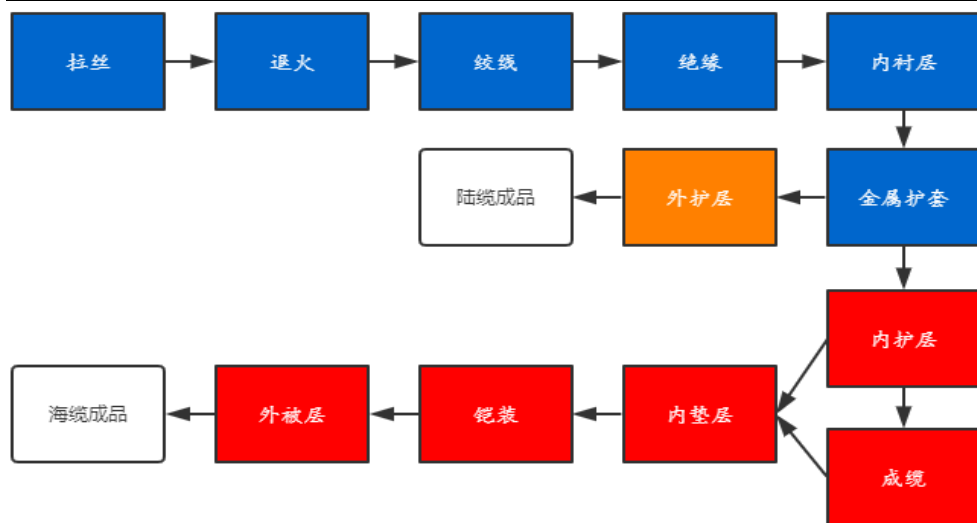 拉丝
退火
绞线
绝缘
内衬层
陆缆成品
外护层
金属护套
内护层
海缆成品
外被层
铠装
内垫层
成缆